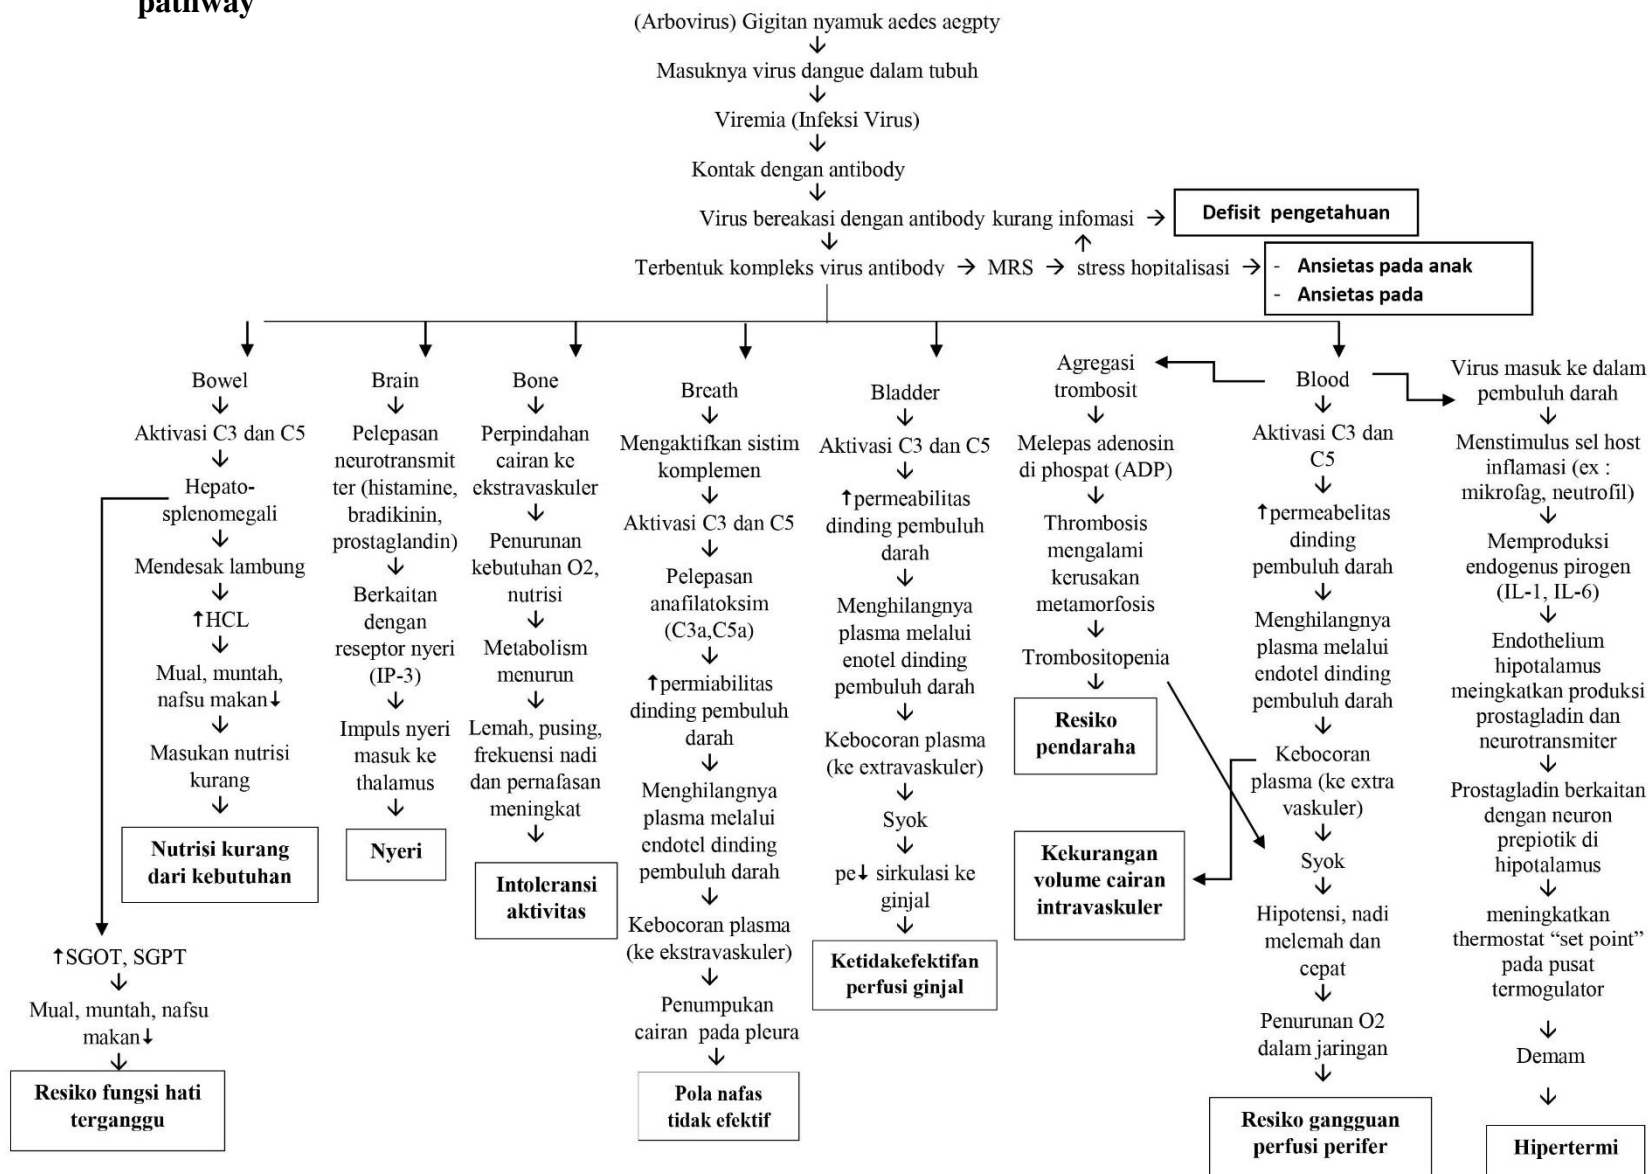 pathway
(Arbovirus) Gigitan nyamuk aedes aegpty
Masuknya virus dangue dalam tubuh
Viremia (Infeksi Virus)
Kontak dengan antibody
Virus bereakasi dengan antibody kurang infomasi →
Defisit pengetahuan
Terbentuk kompleks virus antibody → MRS → stress hopitalisasi →
- Ansietas pada anak
- Ansietas pada
Bowel
Aktivasi C3 dan C5
Hepato-
splenomegali
Mendesak lambung
↑HCL
Mual, muntah,
nafsu makan↓
Masukan nutrisi
kurang
Nutrisi kurang
dari kebutuhan
↑SGOT, SGPT
Mual, muntah, nafsu
makan↓
Resiko fungsi hati
terganggu
Brain
Pelepasan
neurotransmit
ter (histamine,
bradikinin,
prostaglandin)
Berkaitan
dengan
reseptor nyeri
(IP-3)
Impuls nyeri
masuk ke
thalamus
Nyeri
Bone
Perpindahan
cairan ke
ekstravaskuler
Penurunan
kebutuhan O2,
nutrisi
Metabolism
menurun
Lemah, pusing,
frekuensi nadi
dan pernafasan
meningkat
Intoleransi
aktivitas
Breath
Mengaktifkan sistim
komplemen
Aktivasi C3 dan C5
Pelepasan
anafilatoksim
(C3a,C5a)
↑permiabilitas
dinding pembuluh
darah
Menghilangnya
plasma melalui
endotel dinding
pembuluh darah
Kebocoran plasma
(ke ekstravaskuler)
Penumpukan
cairan pada pleura
Pola nafas
tidak efektif
Bladder
Aktivasi C3 dan C5
↑permeabilitas
dinding pembuluh
darah
Menghilangnya
plasma melalui
enotel dinding
pembuluh darah
Kebocoran plasma
(ke extravaskuler)
Syok
pe↓ sirkulasi ke
ginjal
Ketidakefektifan
perfusi ginjal
Agregasi
trombosit
Melepas adenosin
di phospat (ADP)
Thrombosis
mengalami
kerusakan
metamorfosis
Trombositopenia
Resiko
pendaraha
Kekurangan
volume cairan
intravaskuler
Blood
Aktivasi C3 dan
C5
↑permeabelitas
dinding
pembuluh darah
Menghilangnya
plasma melalui
endotel dinding
pembuluh darah
Kebocoran
plasma (ke extra
vaskuler)
Syok
Hipotensi, nadi
melemah dan
cepat
Penurunan O2
dalam jaringan
Resiko gangguan
perfusi perifer
Virus masuk ke dalam
pembuluh darah
Menstimulus sel host
inflamasi (ex :
mikrofag, neutrofil)
Memproduksi
endogenus pirogen
(IL-1, IL-6)
Endothelium
hipotalamus
meingkatkan produksi
prostagladin dan
neurotransmiter
Prostagladin berkaitan
dengan neuron
prepiotik di
hipotalamus
meningkatkan
thermostat “set point”
pada pusat
termogulator
Demam
Hipertermi